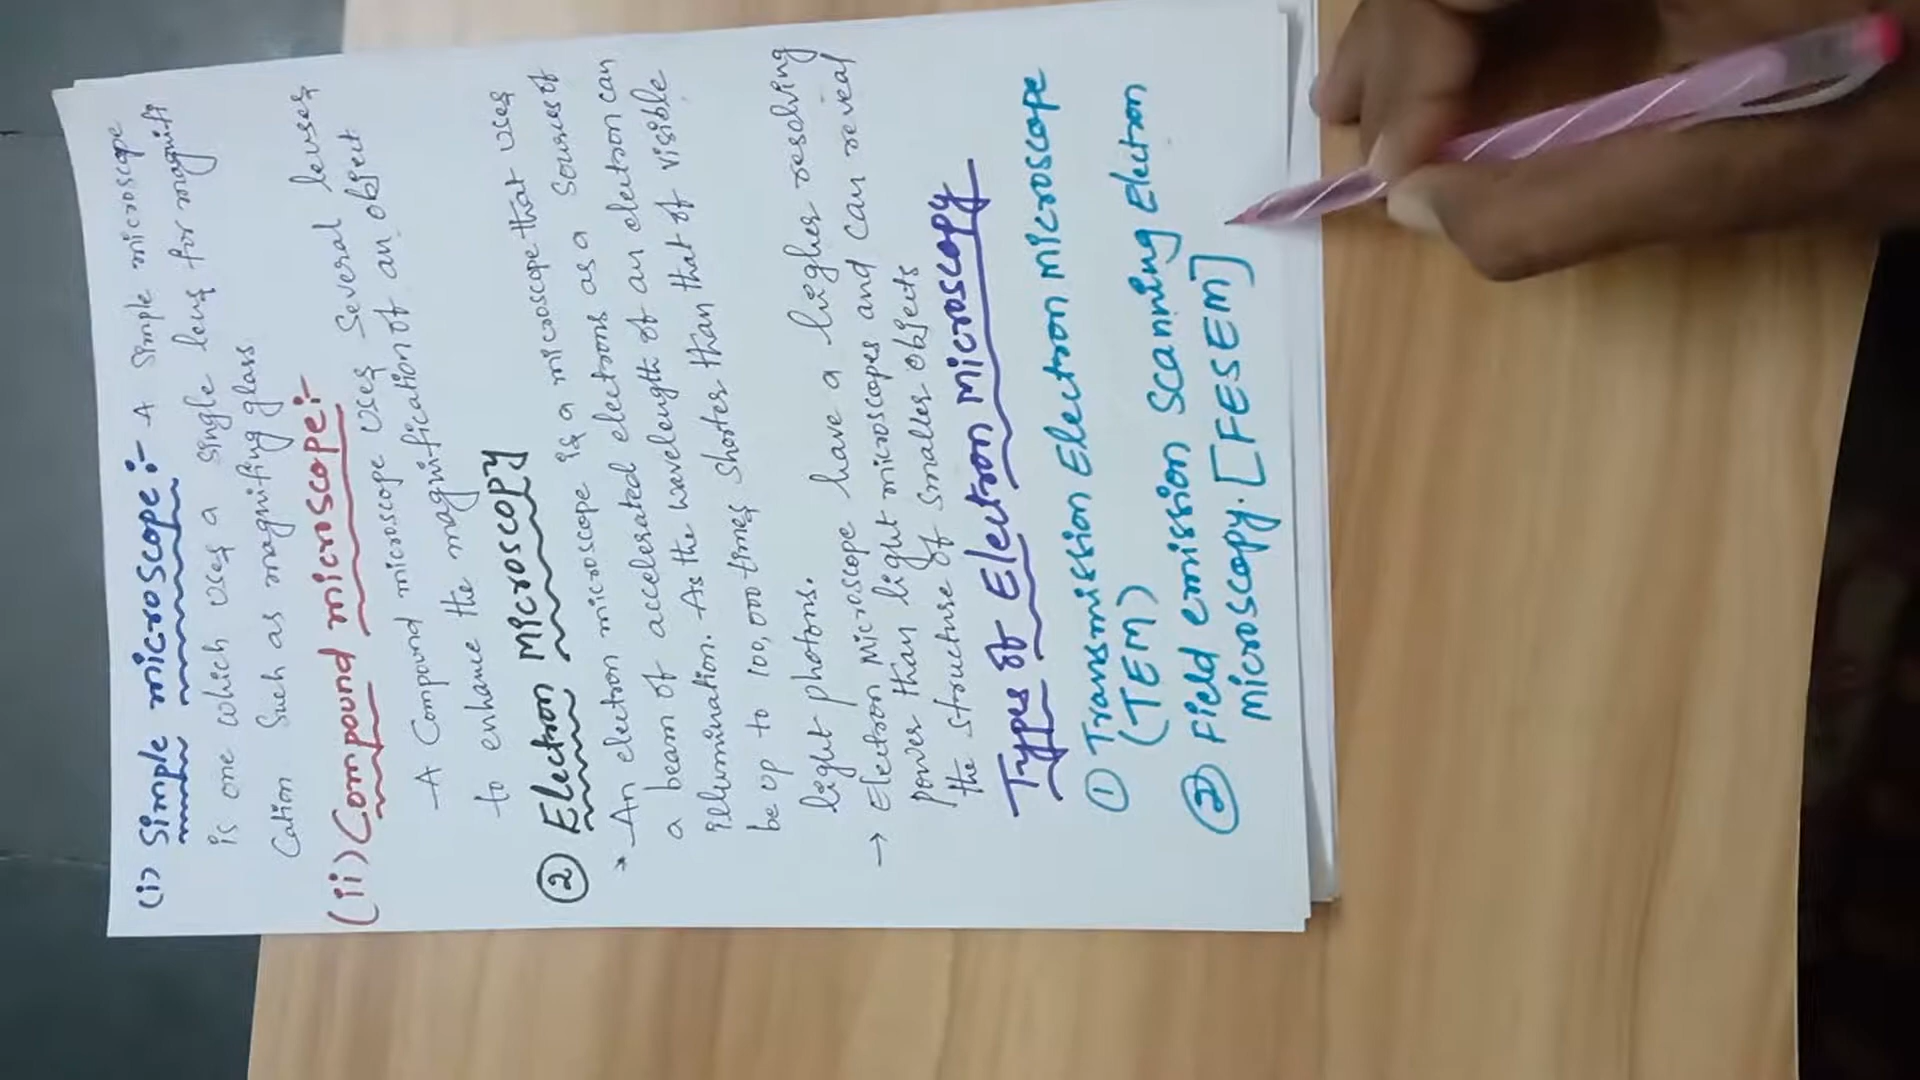 (i) Simple microscope :- A simple microscope
is one which uses a single lens for magnifi
cation such as magnifing glass
(ii) Compound microscope:-
A Compound microscope uses several lenses
to enhance the magnification of an object
② Electron Microscopy
An electron microscope is a microscope that uses
a beam of accelerated electrons as a sources of
illumination. As the wavelength of an electron can
be up to 100,000 times shorter than that of visible
light photons.
→ Electron Microscope have a higher resolving
power than light microscopes and can reveal
the structure of smaller objects
Types of Electron Microscopy
① Transmission Electron Microscope
(TEM)
② Field emission Scanning Electron
Microscopy. [FESEM]